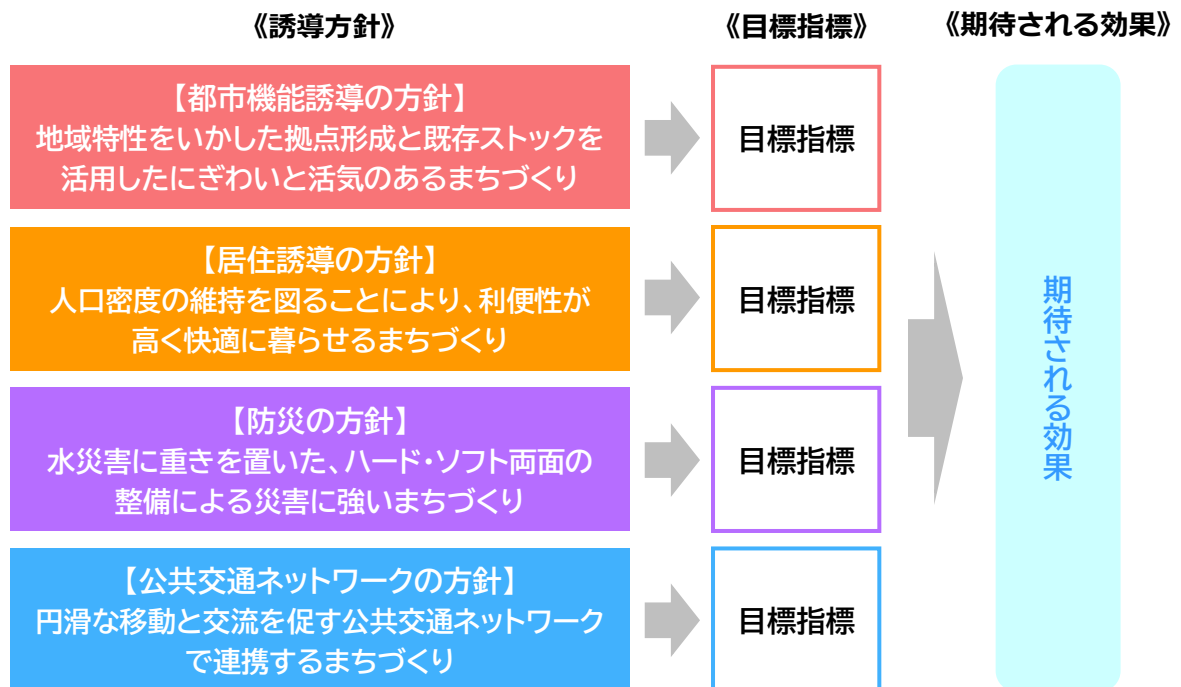 《誘導方針》
《目標指標》
《期待される効果》
【都市機能誘導の方針】
地域特性をいかした拠点形成と既存ストックを
活用したにぎわいと活気のあるまちづくり
目標指標
【居住誘導の方針】
人口密度の維持を図ることにより、利便性が
高く快適に暮らせるまちづくり
目標指標
【防災の方針】
水災害に重きを置いた、ハード・ソフト両面の
整備による災害に強いまちづくり
目標指標
【公共交通ネットワークの方針】
円滑な移動と交流を促す公共交通ネットワーク
で連携するまちづくり
目標指標
期待される効果